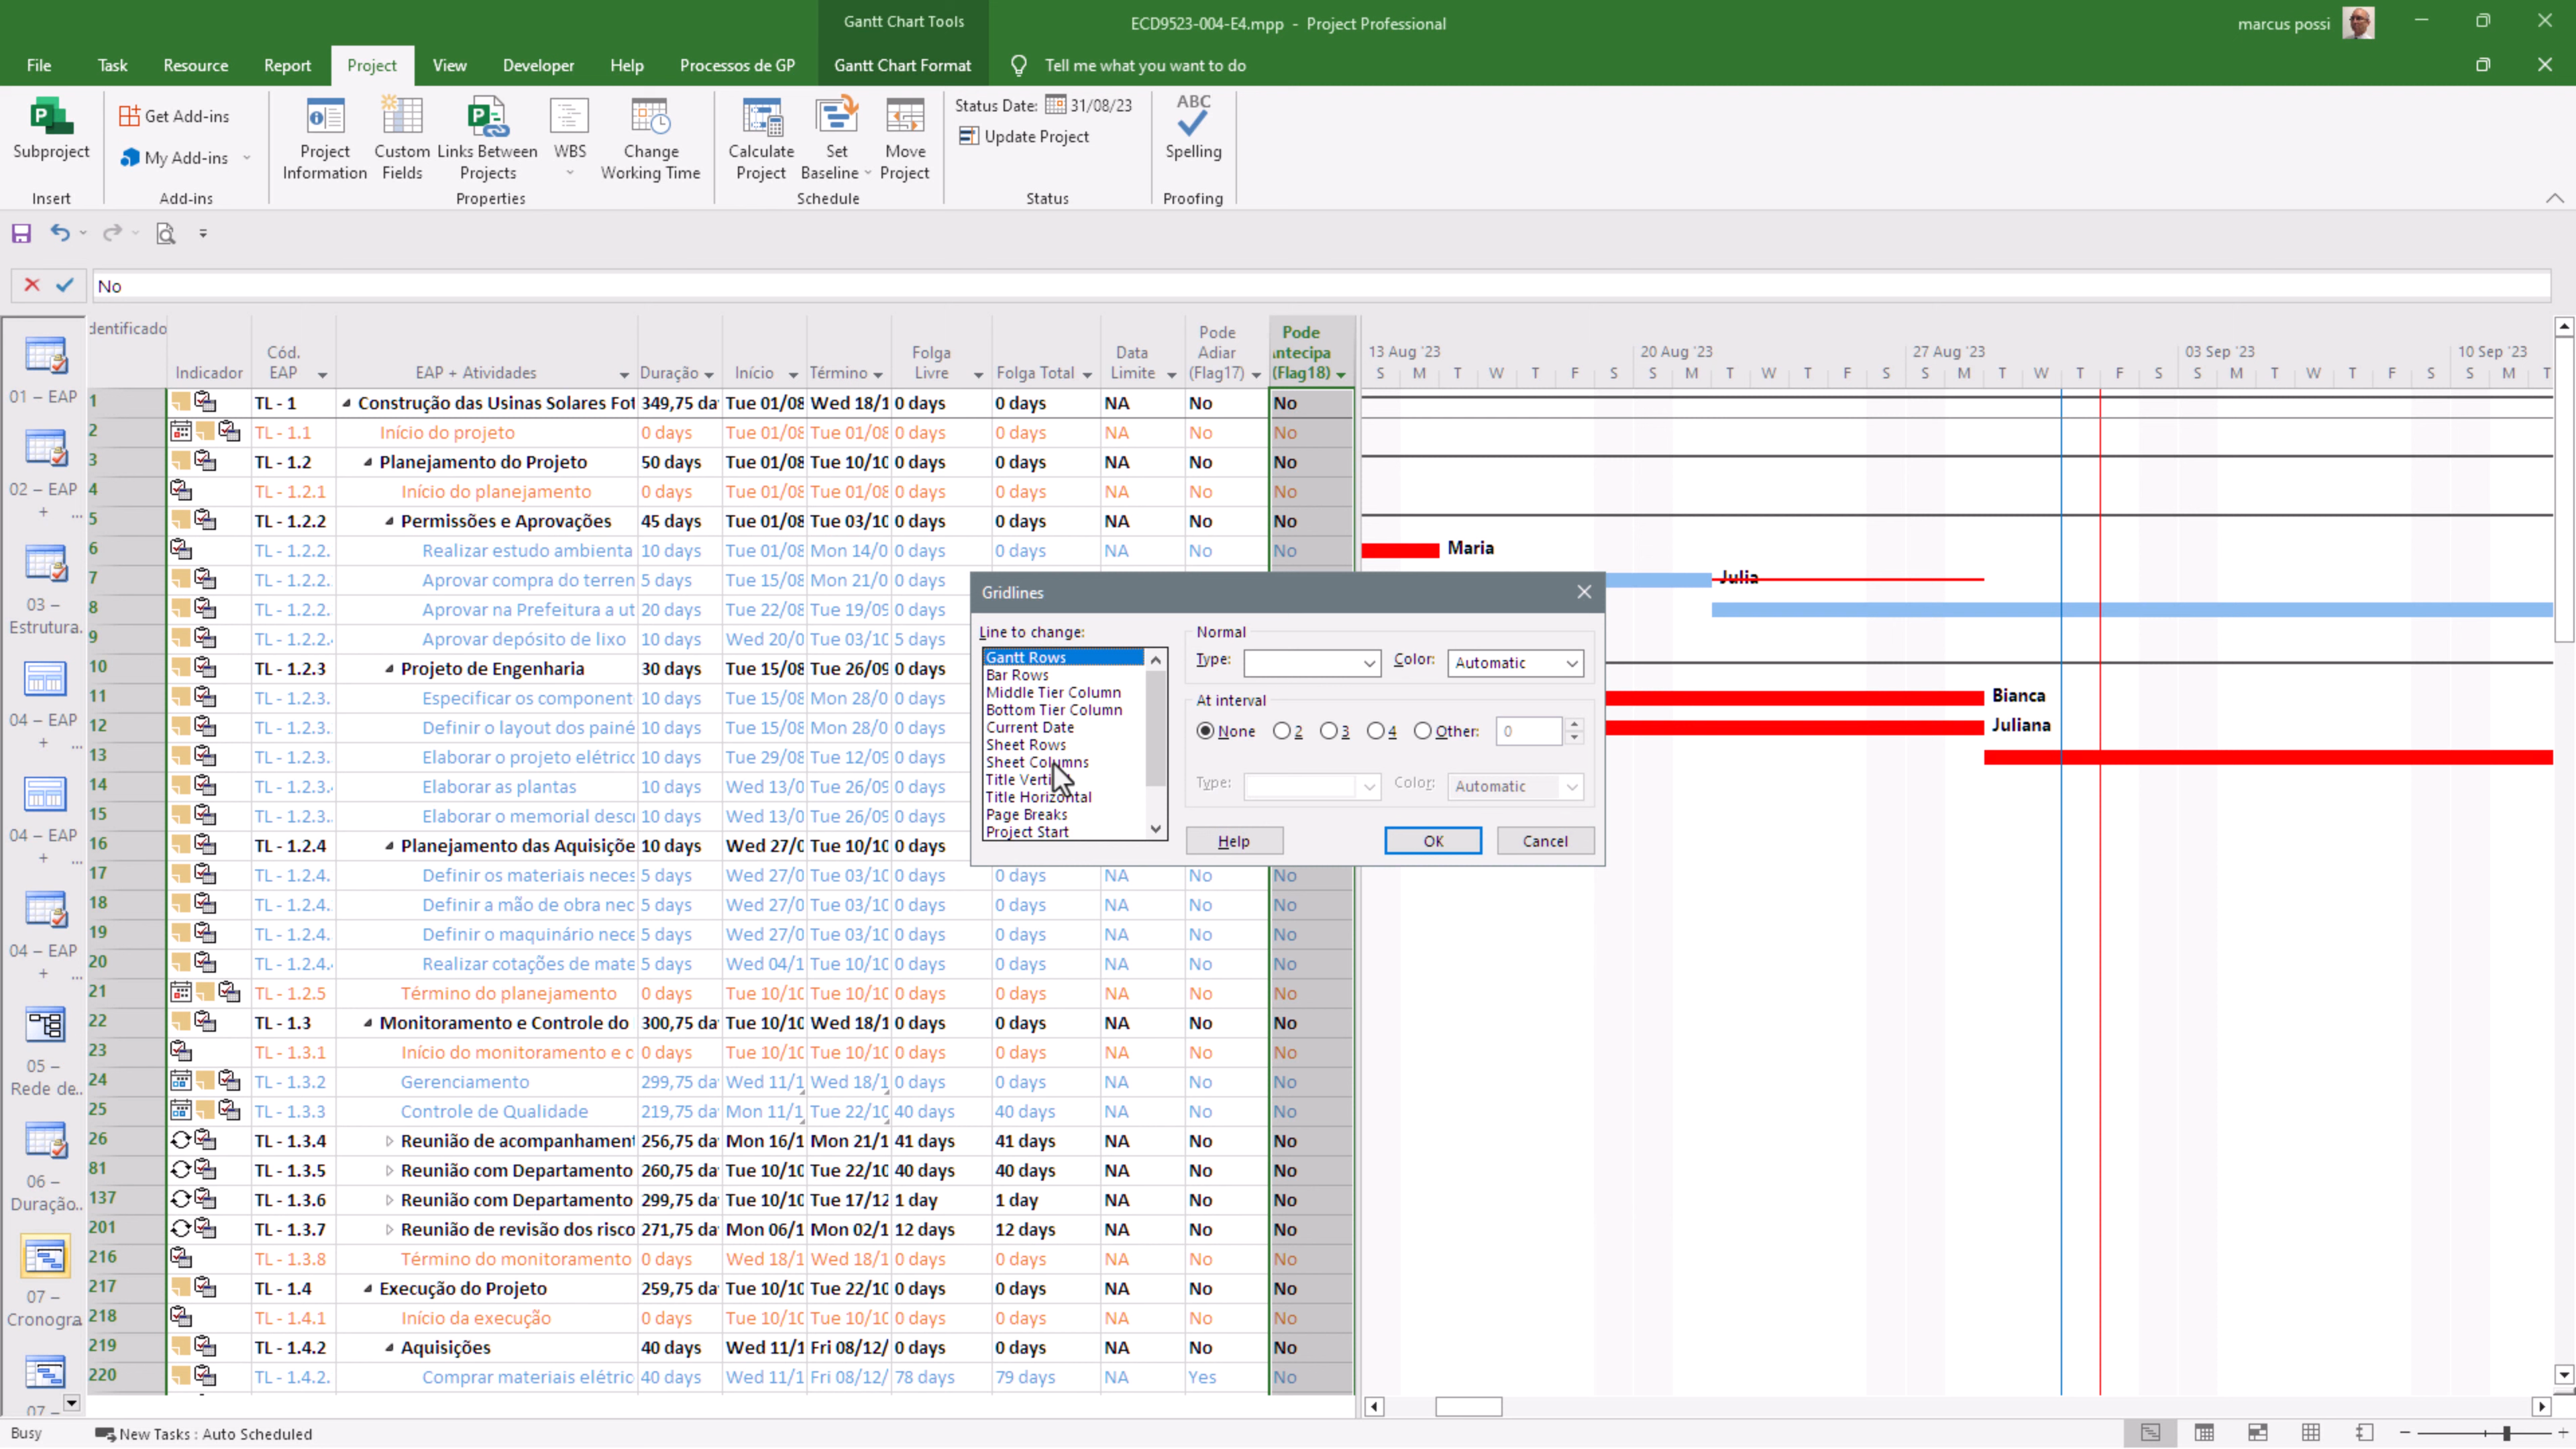 Gantt Chart Tools
ECD9523-004-E4.mpp - Project Professional
marcus possi
File Task Resource Report Project View Developer Help Processos de GP Gantt Chart Format Tell me what you want to do
Subproject
Get Add-ins
My Add-ins
Project Information
Custom Fields
Links Between Projects
WBS
Change Working Time
Calculate Project
Set Baseline
Move Project
Status Date: 31/08/23
Update Project
ABC
Spelling
Insert Add-ins Properties Schedule Status Proofing
No
dentificado Indicador Cód. EAP EAP + Atividades Duração Início Término Folga Livre Folga Total Data Limite Pode Adiar (Flag17) Pode ntecipa (Flag18)
13 Aug '23 20 Aug '23 27 Aug '23 03 Sep '23 10 Sep '23
S M T W T F S S M T W T F S S M T W T F S S M T W T F S S M T
01 – EAP
02 – EAP + ...
03 – Estrutura.
04 – EAP + ...
04 – EAP + ...
04 – EAP + ...
05 – Rede de..
06 – Duração..
07 – Cronogra
07 –
1 TL - 1 Construção das Usinas Solares Fot 349,75 da Tue 01/08 Wed 18/1 0 days 0 days NA No No
2 TL - 1.1 Início do projeto 0 days Tue 01/08 Tue 01/08 0 days 0 days NA No No
3 TL - 1.2 Planejamento do Projeto 50 days Tue 01/08 Tue 10/10 0 days 0 days NA No No
4 TL - 1.2.1 Início do planejamento 0 days Tue 01/08 Tue 01/08 0 days 0 days NA No No
5 TL - 1.2.2 Permissões e Aprovações 45 days Tue 01/08 Tue 03/10 0 days 0 days NA No No
6 TL - 1.2.2. Realizar estudo ambienta 10 days Tue 01/08 Mon 14/0 0 days 0 days NA No No Maria
7 TL - 1.2.2. Aprovar compra do terren 5 days Tue 15/08 Mon 21/0 0 days Julia
8 TL - 1.2.2. Aprovar na Prefeitura a ut 20 days Tue 22/08 Tue 19/09 0 days
9 TL - 1.2.2. Aprovar depósito de lixo 10 days Wed 20/0 Tue 03/10 5 days
10 TL - 1.2.3 Projeto de Engenharia 30 days Tue 15/08 Tue 26/09 0 days
11 TL - 1.2.3. Especificar os component 10 days Tue 15/08 Mon 28/0 0 days Bianca
12 TL - 1.2.3. Definir o layout dos painé 10 days Tue 15/08 Mon 28/0 0 days Juliana
13 TL - 1.2.3. Elaborar o projeto elétrico 10 days Tue 29/08 Tue 12/09 0 days
14 TL - 1.2.3. Elaborar as plantas 10 days Wed 13/0 Tue 26/09 0 days
15 TL - 1.2.3. Elaborar o memorial descr 10 days Wed 13/0 Tue 26/09 0 days
16 TL - 1.2.4 Planejamento das Aquisiçõe 10 days Wed 27/0 Tue 10/10 0 days
17 TL - 1.2.4. Definir os materiais neces 5 days Wed 27/0 Tue 03/10 0 days 0 days NA No No
18 TL - 1.2.4. Definir a mão de obra nec 5 days Wed 27/0 Tue 03/10 0 days 0 days NA No No
19 TL - 1.2.4. Definir o maquinário nece 5 days Wed 27/0 Tue 03/10 0 days 0 days NA No No
20 TL - 1.2.4. Realizar cotações de mate 5 days Wed 04/1 Tue 10/10 0 days 0 days NA No No
21 TL - 1.2.5 Término do planejamento 0 days Tue 10/10 Tue 10/10 0 days 0 days NA No No
22 TL - 1.3 Monitoramento e Controle do 300,75 da Tue 10/10 Wed 18/1 0 days 0 days NA No No
23 TL - 1.3.1 Início do monitoramento e c 0 days Tue 10/10 Tue 10/10 0 days 0 days NA No No
24 TL - 1.3.2 Gerenciamento 299,75 da Wed 11/1 Wed 18/1 0 days 0 days NA No No
25 TL - 1.3.3 Controle de Qualidade 219,75 da Mon 11/1 Tue 22/10 40 days 40 days NA No No
26 TL - 1.3.4 Reunião de acompanhament 256,75 da Mon 16/1 Mon 21/1 41 days 41 days NA No No
81 TL - 1.3.5 Reunião com Departamento 260,75 da Tue 10/10 Tue 22/10 40 days 40 days NA No No
137 TL - 1.3.6 Reunião com Departamento 299,75 da Tue 10/10 Tue 17/12 1 day 1 day NA No No
201 TL - 1.3.7 Reunião de revisão dos risco 271,75 da Mon 06/1 Mon 02/1 12 days 12 days NA No No
216 TL - 1.3.8 Término do monitoramento 0 days Wed 18/1 Wed 18/1 0 days 0 days NA No No
217 TL - 1.4 Execução do Projeto 259,75 da Tue 10/10 Tue 22/10 0 days 0 days NA No No
218 TL - 1.4.1 Início da execução 0 days Tue 10/10 Tue 10/10 0 days 0 days NA No No
219 TL - 1.4.2 Aquisições 40 days Wed 11/1 Fri 08/12/ 0 days 0 days NA No No
220 TL - 1.4.2. Comprar materiais elétric 40 days Wed 11/1 Fri 08/12/ 78 days 79 days NA Yes No
Gridlines
Line to change:
Gantt Rows
Bar Rows
Middle Tier Column
Bottom Tier Column
Current Date
Sheet Rows
Sheet Columns
Title Horizontal
Page Breaks
Project Start
Normal
Type: Color: Automatic
At interval
None 2 3 4 Other: 0
Type: Color: Automatic
Help OK Cancel
Busy New Tasks : Auto Scheduled